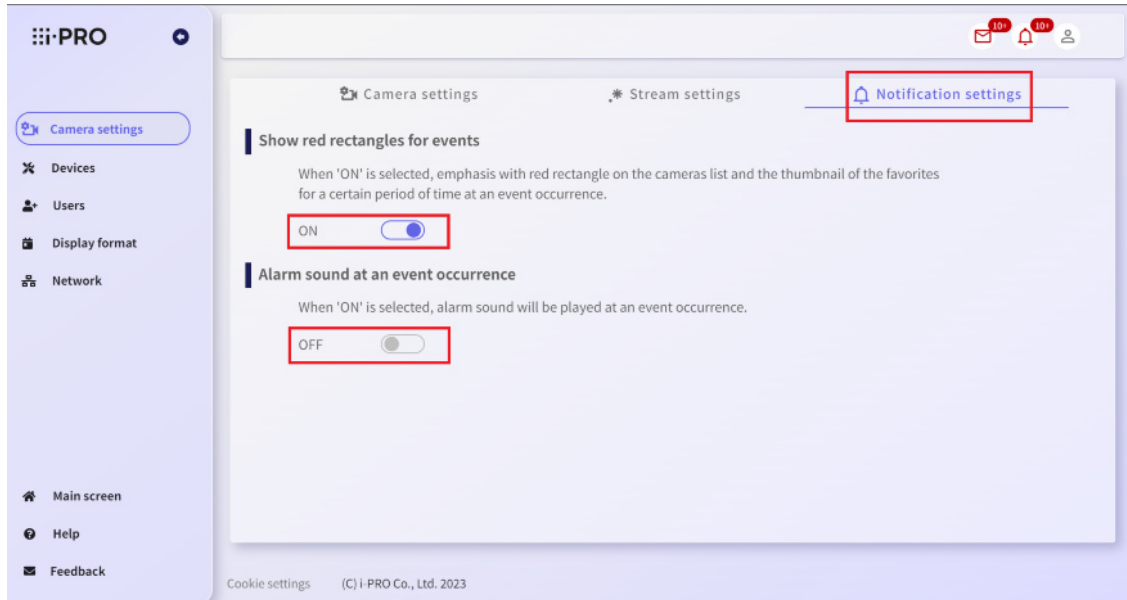 i-PRO
10+
10+
Camera settings
Devices
Users
Display format
Network
Main screen
Help
Feedback
Camera settings
Stream settings
Notification settings
Show red rectangles for events
When 'ON' is selected, emphasis with red rectangle on the cameras list and the thumbnail of the favorites
for a certain period of time at an event occurrence.
ON
Alarm sound at an event occurrence
When 'ON' is selected, alarm sound will be played at an event occurrence.
OFF
Cookie settings
(C) i-PRO Co., Ltd. 2023